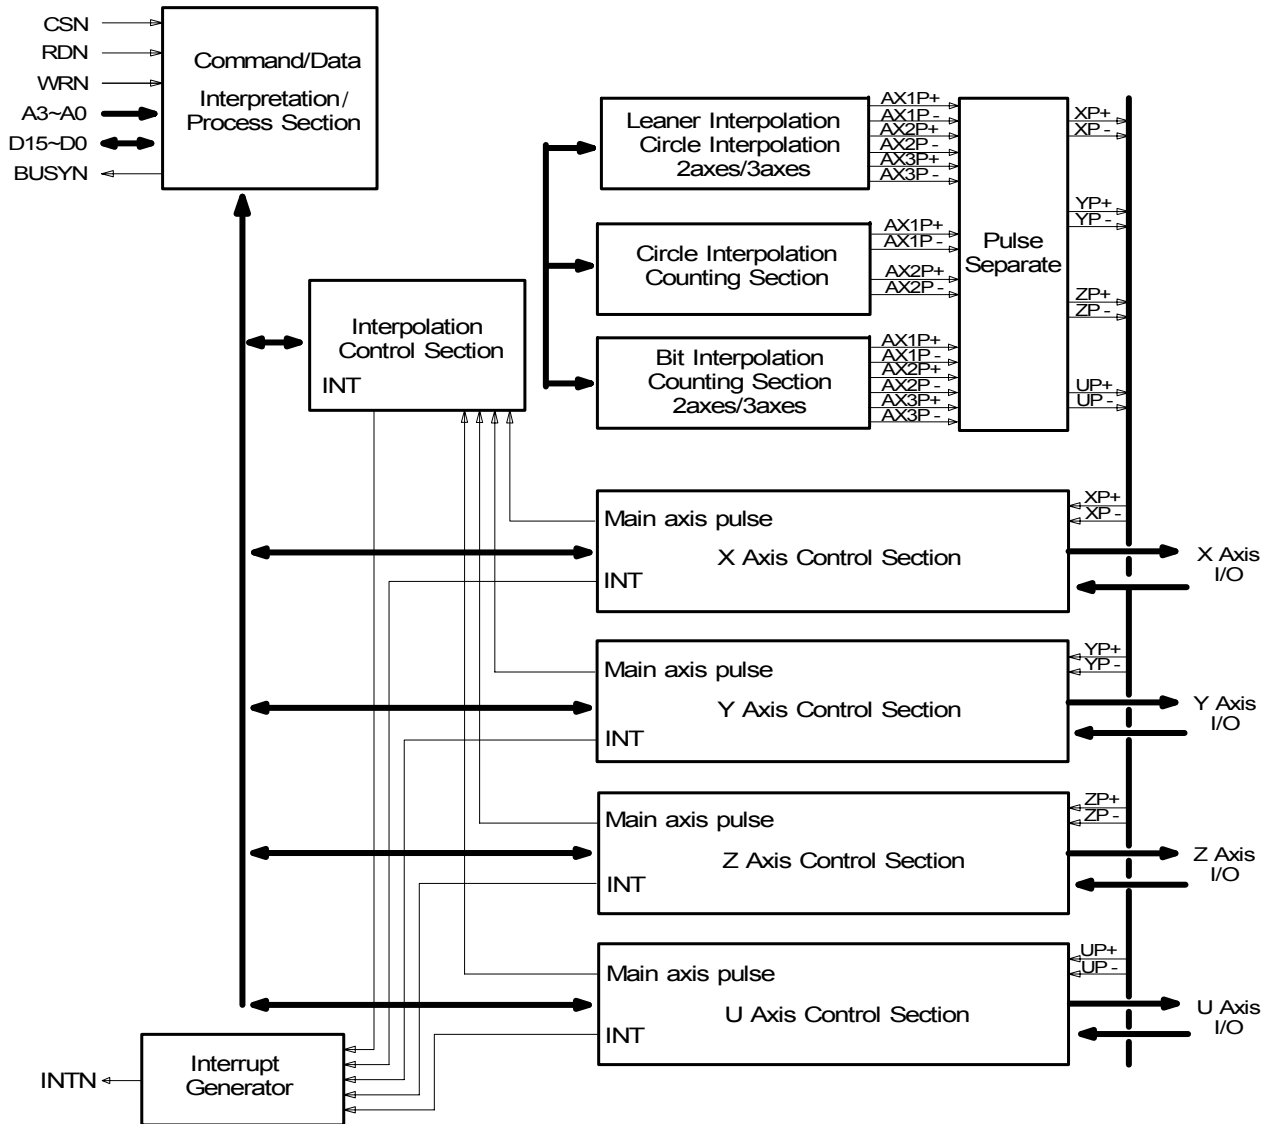 CSN
RDN
WRN
A3~A0
D15~D0
BUSYN
Command/Data
Interpretation/
Process Section
Leaner Interpolation
Circle Interpolation
2axes/3axes
AX1P+
AX1P-
AX2P+
AX2P-
AX3P+
AX3P-
Circle Interpolation
Counting Section
AX1P+
AX1P-
AX2P+
AX2P-
Bit Interpolation
Counting Section
2axes/3axes
AX1P+
AX1P-
AX2P+
AX2P-
AX3P+
AX3P-
Pulse
Separate
XP+
XP-
YP+
YP-
ZP+
ZP-
UP+
UP-
Interpolation
Control Section
INT
Main axis pulse
X Axis Control Section
INT
XP+
XP-
X Axis
I/O
Main axis pulse
Y Axis Control Section
INT
YP+
YP-
Y Axis
I/O
Main axis pulse
Z Axis Control Section
INT
ZP+
ZP-
Z Axis
I/O
Main axis pulse
U Axis Control Section
INT
UP+
UP-
U Axis
I/O
Interrupt
Generator
INTN